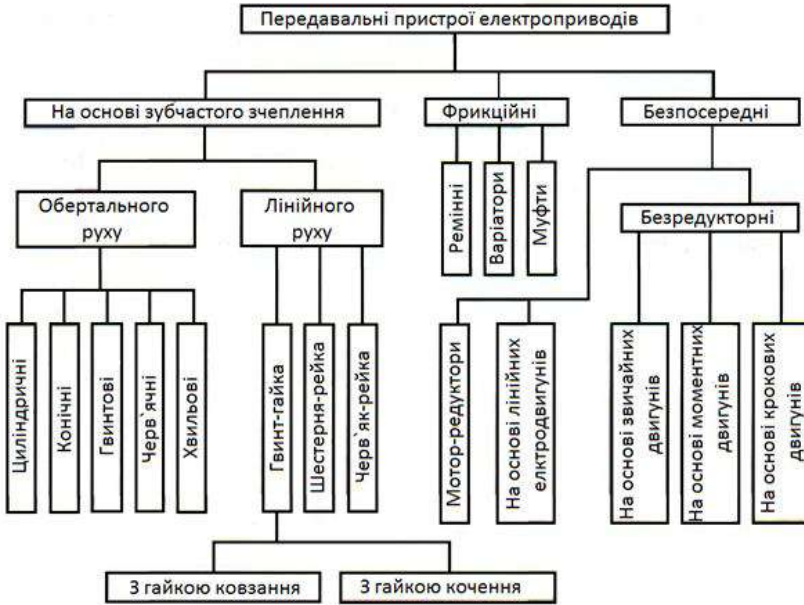 Передавальні пристрої електроприводів
На основі зубчастого зчеплення
Фрикційні
Безпосередні
Обертального
руху
Лінійного
руху
Ремінні
Варіатори
Муфти
Безредукторні
Циліндричні
Конічні
Гвинтові
Черв`ячні
Хвильові
Гвинт-гайка
Шестерня-рейка
Черв`як-рейка
Мотор-редуктори
На основі лінійних
елктродвигунів
На основі звичайних
двигунів
На основі моментних
двигунів
На основі крокових
двигунів
З гайкою ковзання
З гайкою кочення